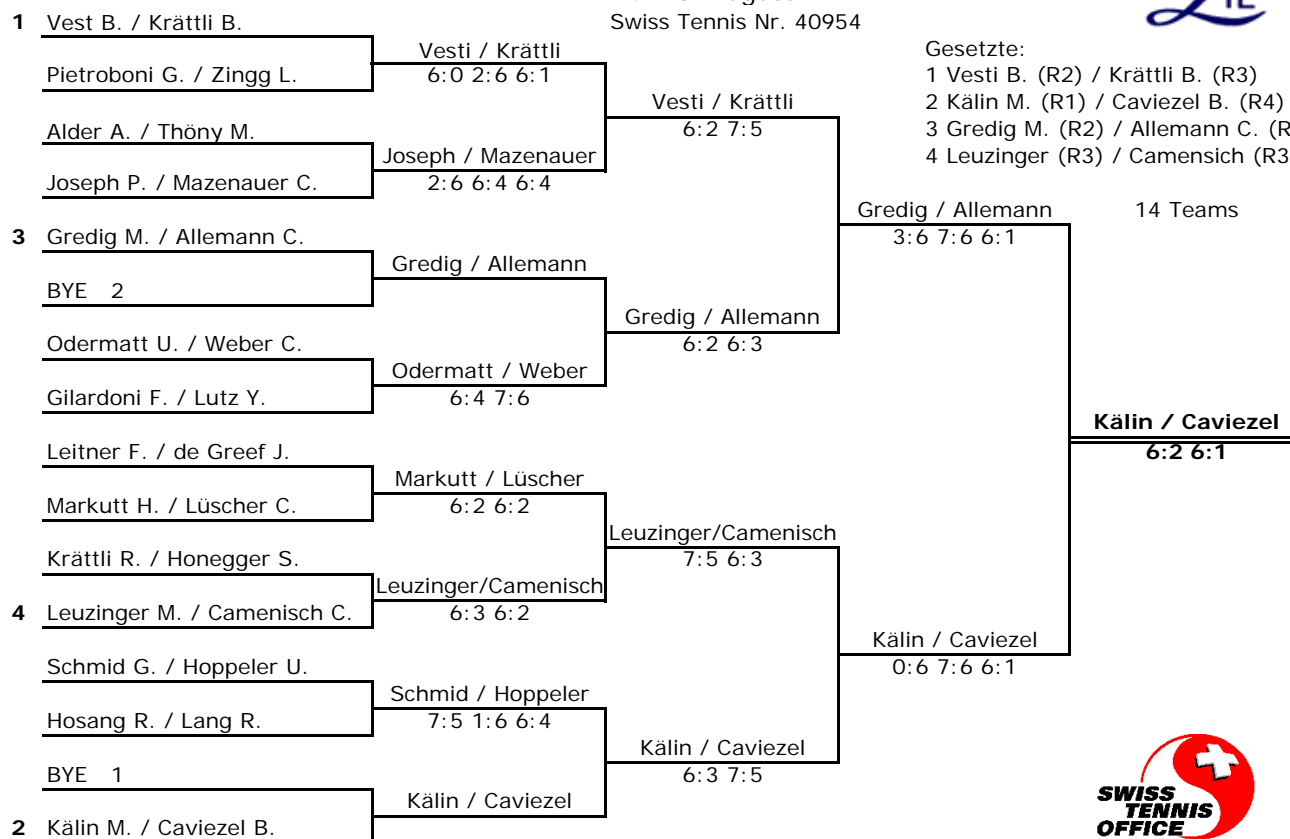 Swiss Tennis Nr. 40954
Gesetzte:
1 Vesti B. (R2) / Krättli B. (R3)
2 Kälin M. (R1) / Caviezel B. (R4)
3 Gredig M. (R2) / Allemann C. (R
4 Leuzinger (R3) / Camensich (R3
14 Teams
1 Vest B. / Krättli B.
Pietroboni G. / Zingg L.
Alder A. / Thöny M.
Joseph P. / Mazenauer C.
3 Gredig M. / Allemann C.
BYE 2
Odermatt U. / Weber C.
Gilardoni F. / Lutz Y.
Leitner F. / de Greef J.
Markutt H. / Lüscher C.
Krättli R. / Honegger S.
4 Leuzinger M. / Camenisch C.
Schmid G. / Hoppeler U.
Hosang R. / Lang R.
BYE 1
2 Kälin M. / Caviezel B.
Vesti / Krättli
6:0 2:6 6:1
Joseph / Mazenauer
2:6 6:4 6:4
Gredig / Allemann
Odermatt / Weber
6:4 7:6
Markutt / Lüscher
6:2 6:2
Leuzinger/Camenisch
6:3 6:2
Schmid / Hoppeler
7:5 1:6 6:4
Kälin / Caviezel
Vesti / Krättli
6:2 7:5
Gredig / Allemann
6:2 6:3
Leuzinger/Camenisch
7:5 6:3
Kälin / Caviezel
6:3 7:5
Gredig / Allemann
3:6 7:6 6:1
Kälin / Caviezel
0:6 7:6 6:1
Kälin / Caviezel
6:2 6:1
SWISS
TENNIS
OFFICE